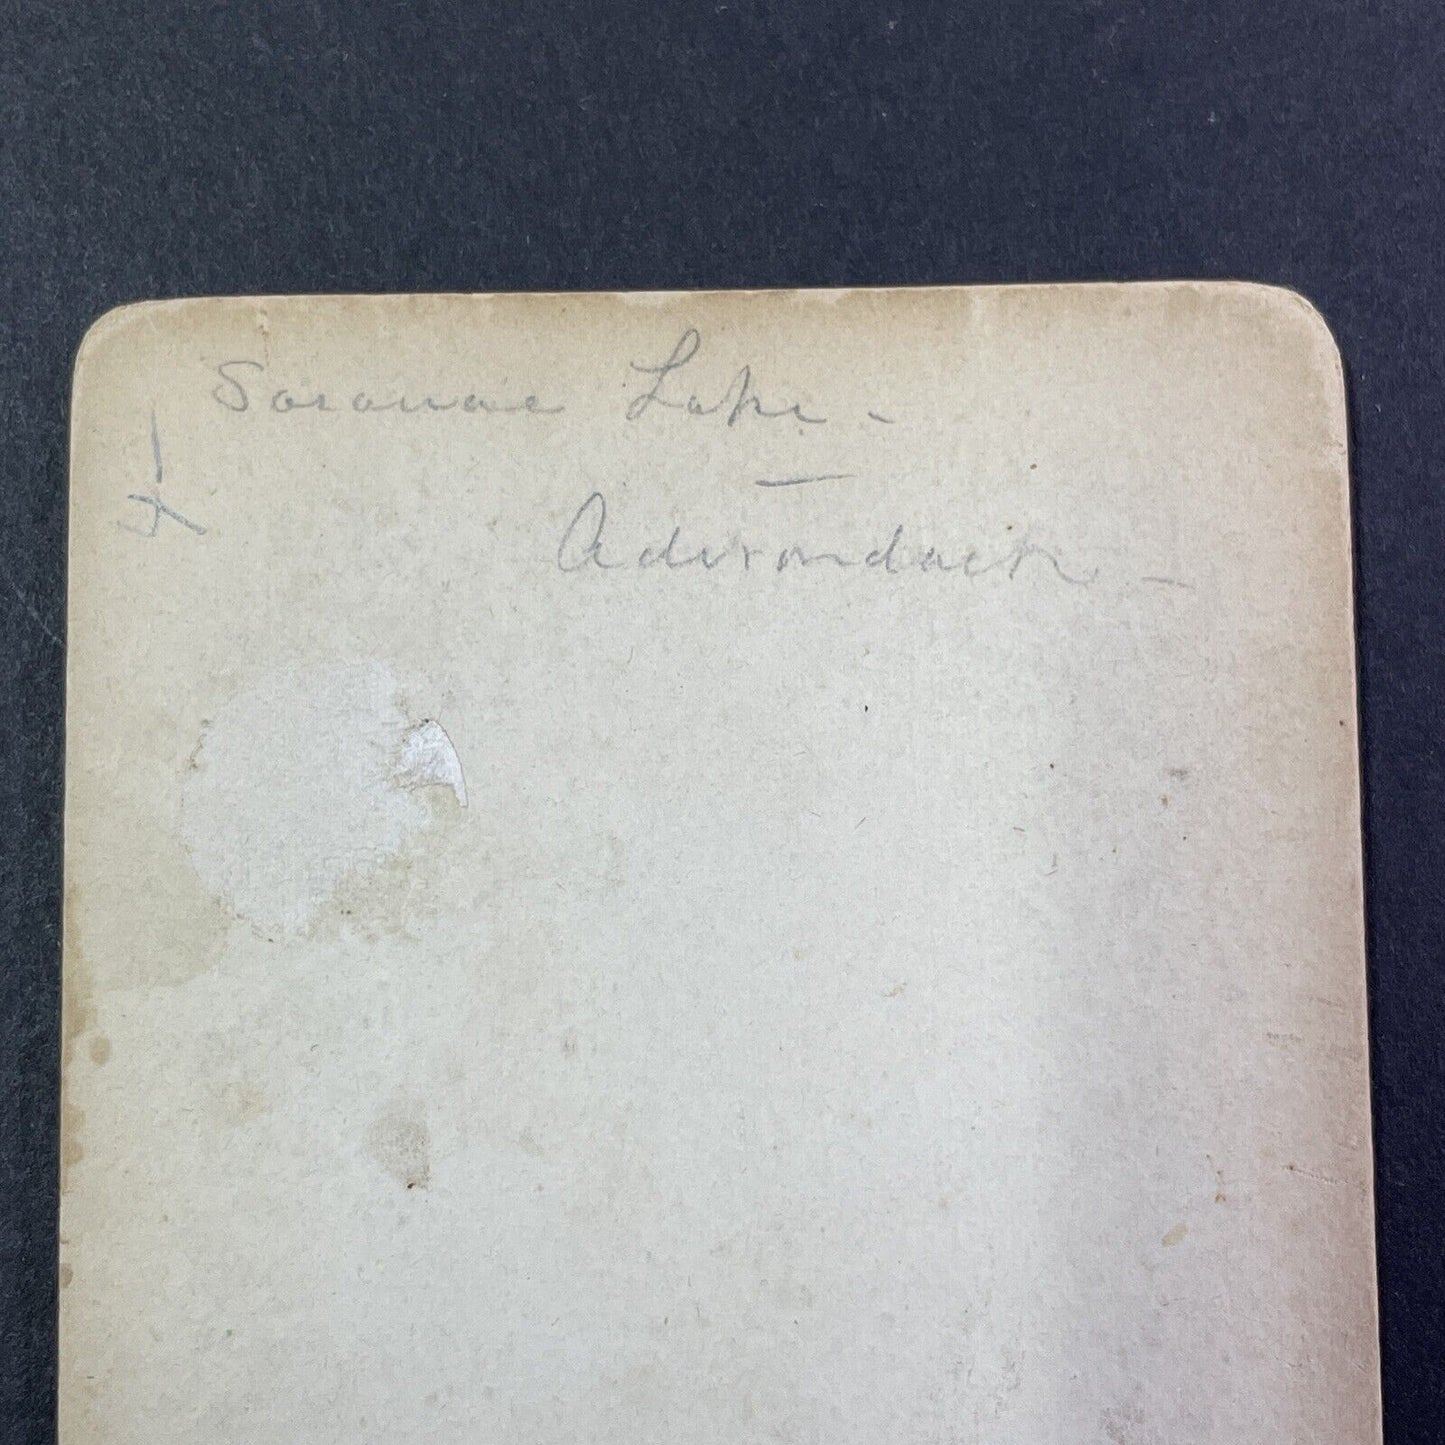 Saranac Lake -
Adirondack -